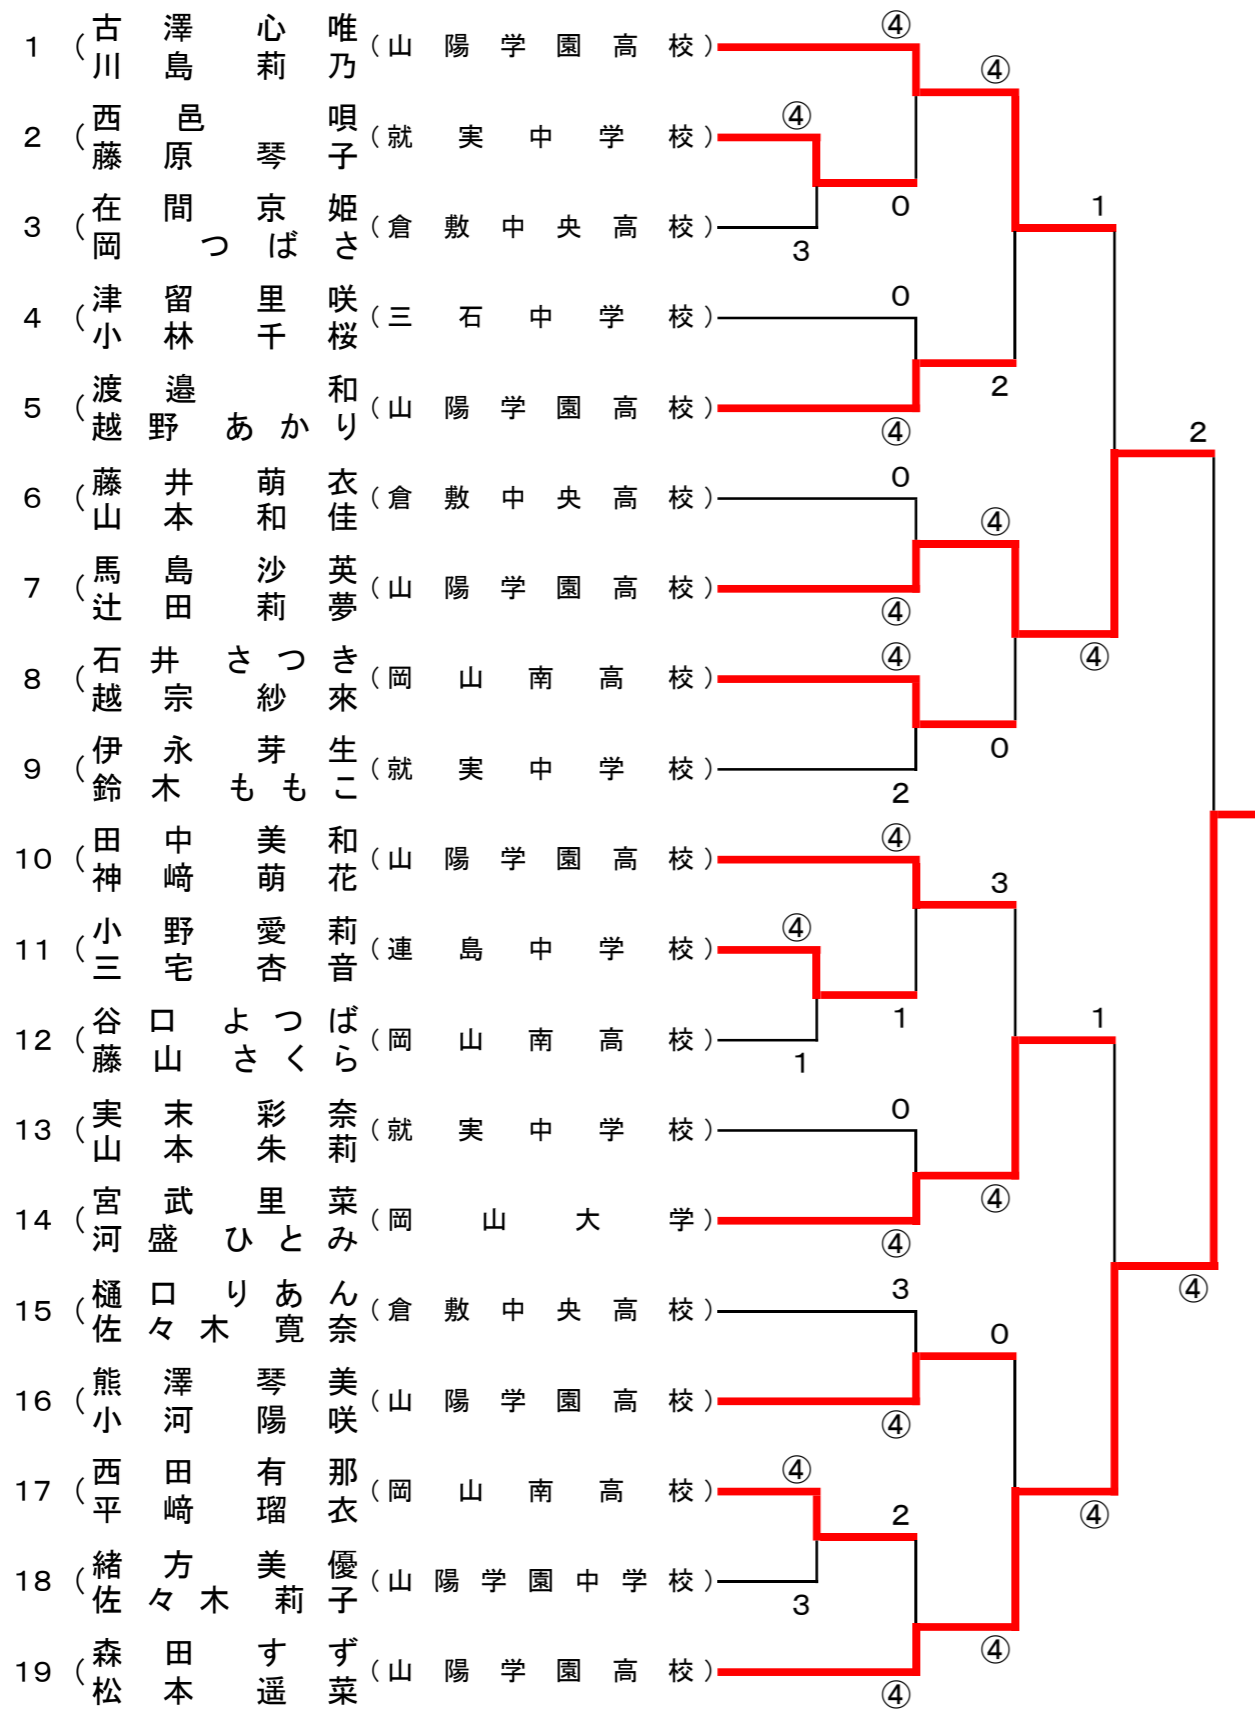 ④
1 (古澤心唯 (山陽学園高校)
川島莉乃
④
④
2 (西邑唄 (就実中学校)
藤原琴子
0
1
3 (在間京姫 (倉敷中央高校)
岡つばさ
3
0
4 (津留里咲 (三石中学校)
小林千桜
2
5 (渡邉和 (山陽学園高校)
越野あかり
④
2
0
6 (藤井萌衣 (倉敷中央高校)
山本和佳
④
7 (馬島沙英 (山陽学園高校)
辻田莉夢
④
④
④
8 (石井さつき (岡山南高校)
越宗紗來
0
9 (伊永芽生 (就実中学校)
鈴木ももこ
2
④
10 (田中美和 (山陽学園高校)
神﨑萌花
3
④
11 (小野愛莉 (連島中学校)
三宅杏音
1
1
12 (谷口よつば (岡山南高校)
藤山さくら
1
0
13 (実末彩奈 (就実中学校)
山本朱莉
④
14 (宮武里菜 (岡山大学)
河盛ひとみ
④
④
3
15 (樋口りあん (倉敷中央高校)
佐々木寛奈
0
16 (熊澤琴美 (山陽学園高校)
小河陽咲
④
④
17 (西田有那 (岡山南高校)
平﨑瑠衣
2
④
18 (緒方美優 (山陽学園中学校)
佐々木莉子
3
④
19 (森田すず (山陽学園高校)
松本遥菜
④